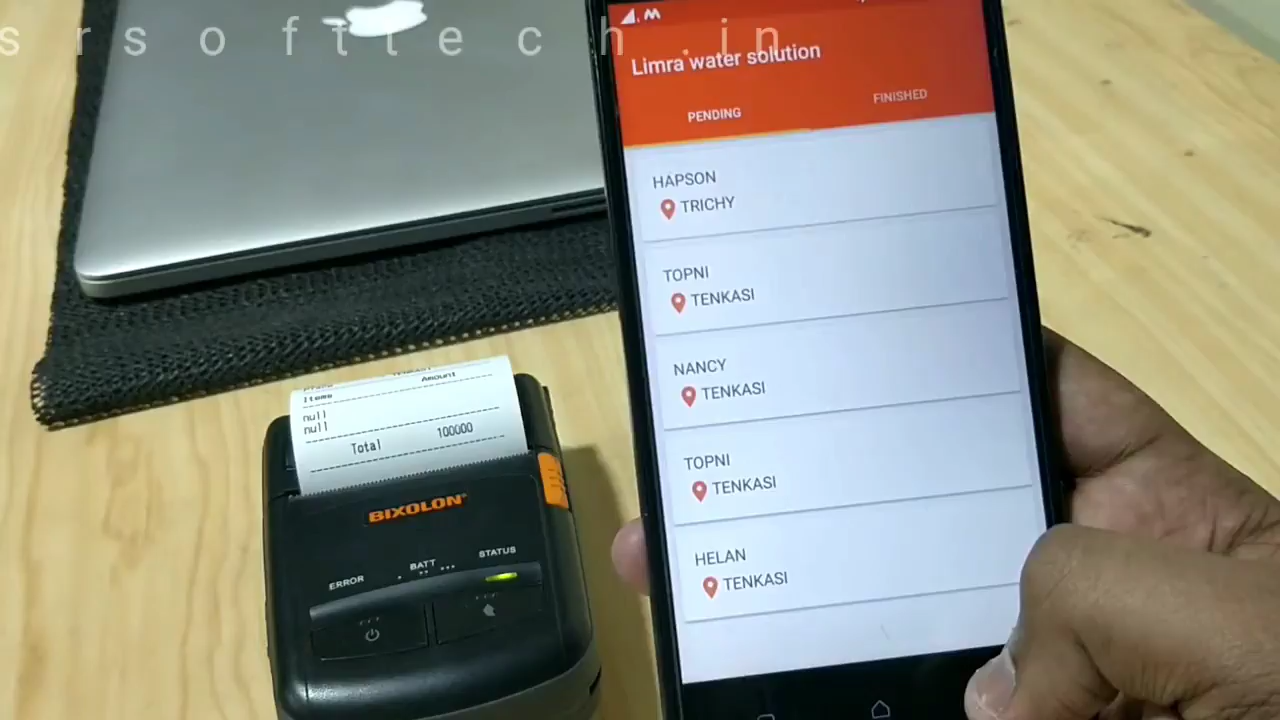 srsofttech.in
Limra water solution
PENDING
FINISHED
HAPSON
TRICHY
TOPNI
TENKASI
NANCY
TENKASI
TOPNI
TENKASI
HELAN
TENKASI
Items Amount
null
null
Total 100000
BIXOLON
ERROR BATT STATUS